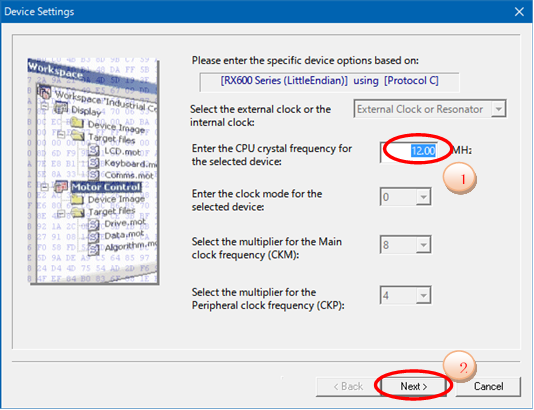 Device Settings
Please enter the specific device options based on:
[RX600 Series (LittleEndian)] using [Protocol C]
Select the external clock or the
internal clock:
External Clock or Resonator
Enter the CPU crystal frequency for
the selected device:
12.00
MHz
1
Enter the clock mode for the
selected device:
0
Select the multiplier for the Main
clock frequency (CKM):
8
Select the multiplier for the
Peripheral clock frequency (CKP):
4
Workspace
Workspace 'Industrial Co
Display
Device Image
Target files
LCD.mot
Keyboard.mo
Comms.mot
Motor Control
Device Image
Target files
Drive.mot
Data.mot
Algorithm.mo
2
< Back
Next >
Cancel